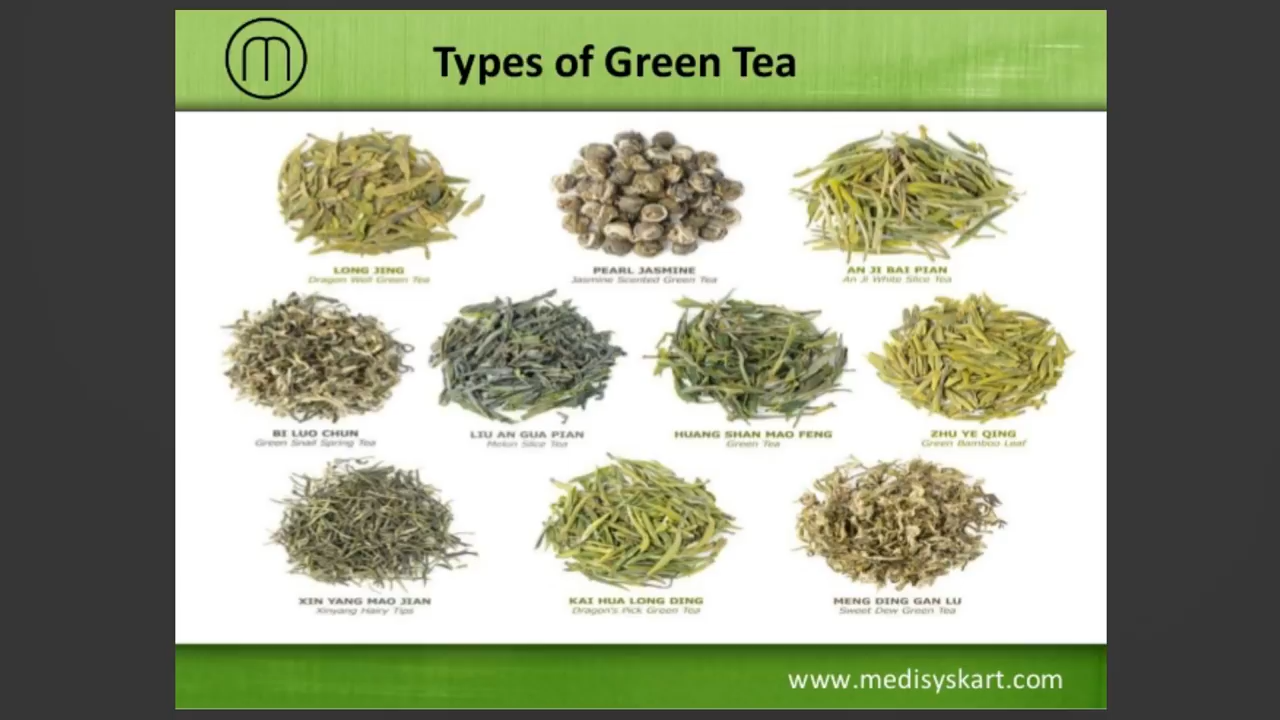 Types of Green Tea
LONG JING
Dragon Well Green Tea
PEARL JASMINE
Jasmine Scented Green Tea
AN JI BAI PIAN
An Ji White Slice Tea
BI LUO CHUN
Green Snail Spring Tea
LIU AN GUA PIAN
Melon Slice Tea
HUANG SHAN MAO FENG
Green Tea
ZHU YE QING
Green Bamboo Leaf
XIN YANG MAO JIAN
Xinyang Hairy Tips
KAI HUA LONG DING
Dragon's Pick Green Tea
MENG DING GAN LU
Sweet Dew Green Tea
www.medisyskart.com